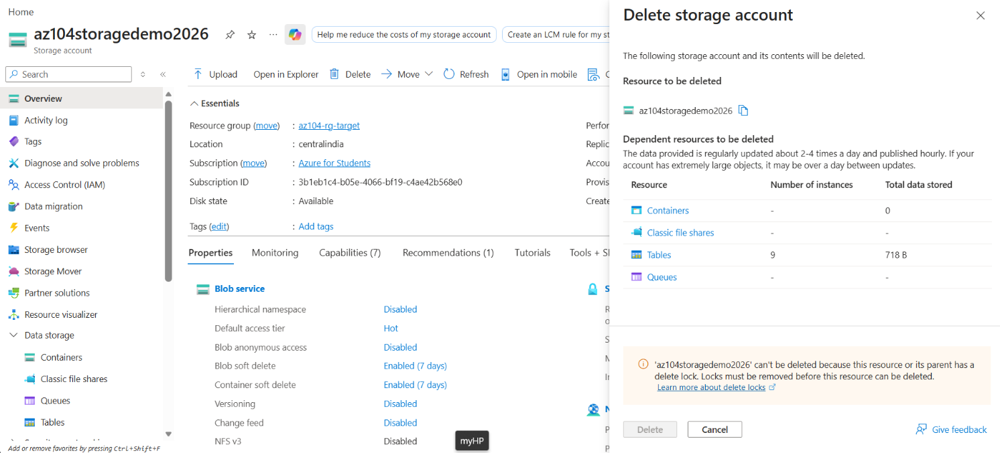 Home
az104storagedemo2026
Storage account
Help me reduce the costs of my storage account
Create an LCM rule for my st
Search
Overview
Activity log
Tags
Diagnose and solve problems
Access Control (IAM)
Data migration
Events
Storage browser
Storage Mover
Partner solutions
Resource visualizer
Data storage
Containers
Classic file shares
Queues
Tables
Add or remove favorites by pressing Ctrl+Shift+F
Upload Open in Explorer Delete Move Refresh Open in mobile
Essentials
Resource group (move) : az104-rg-target
Location : centralindia
Subscription (move) : Azure for Students
Subscription ID : 3b1eb1c4-b05e-4066-bf19-c4ae42b568e0
Disk state : Available
Tags (edit) : Add tags
Perfor
Replic
Accou
Provis
Create
Properties Monitoring Capabilities (7) Recommendations (1) Tutorials Tools + S
Blob service
Hierarchical namespace Disabled
Default access tier Hot
Blob anonymous access Disabled
Blob soft delete Enabled (7 days)
Container soft delete Enabled (7 days)
Versioning Disabled
Change feed Disabled
NFS v3 Disabled
myHP
Delete storage account
The following storage account and its contents will be deleted.
Resource to be deleted
az104storagedemo2026
Dependent resources to be deleted
The data provided is regularly updated about 2-4 times a day and published hourly. If your
account has extremely large objects, it may be over a day between updates.
Resource Number of instances Total data stored
Containers - 0
Classic file shares - -
Tables 9 718 B
Queues - -
'az104storagedemo2026' can't be deleted because this resource or its parent has a
delete lock. Locks must be removed before this resource can be deleted.
Learn more about delete locks
Delete Cancel Give feedback